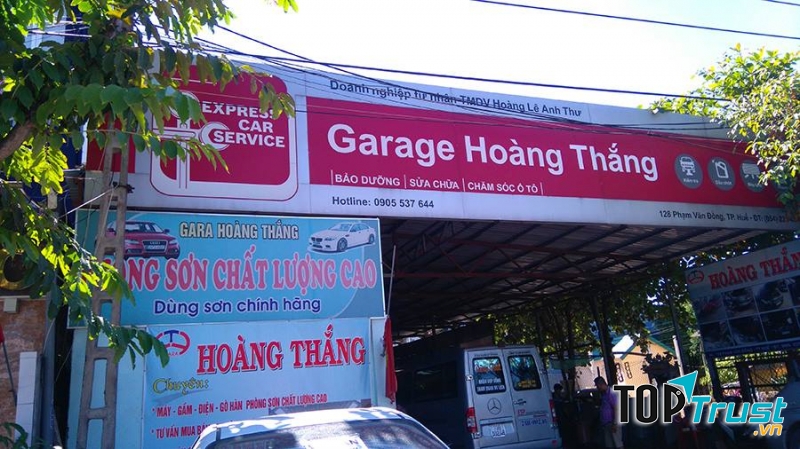 Doanh nghiệp tư nhân TMDV Hoàng Lê Anh Thư
EXPRESS
CAR
SERVICE
Garage Hoàng Thắng
BẢO DƯỠNG | SỬA CHỮA | CHĂM SÓC Ô TÔ
Hotline: 0905 537 644
128 Phạm Văn Đồng, TP. Huế - ĐT:
GARA HOÀNG THẮNG
SƠN CHẤT LƯỢNG CAO
Dùng sơn chính hãng
HOÀNG THẮNG
Chuyên:
- MÁY - GẦM - ĐIỆN - GÒ HÀN PHÒNG SƠN CHẤT LƯỢNG CAO
- TƯ VẤN MUA
HOÀNG THẮNG
TOPTrust.vn